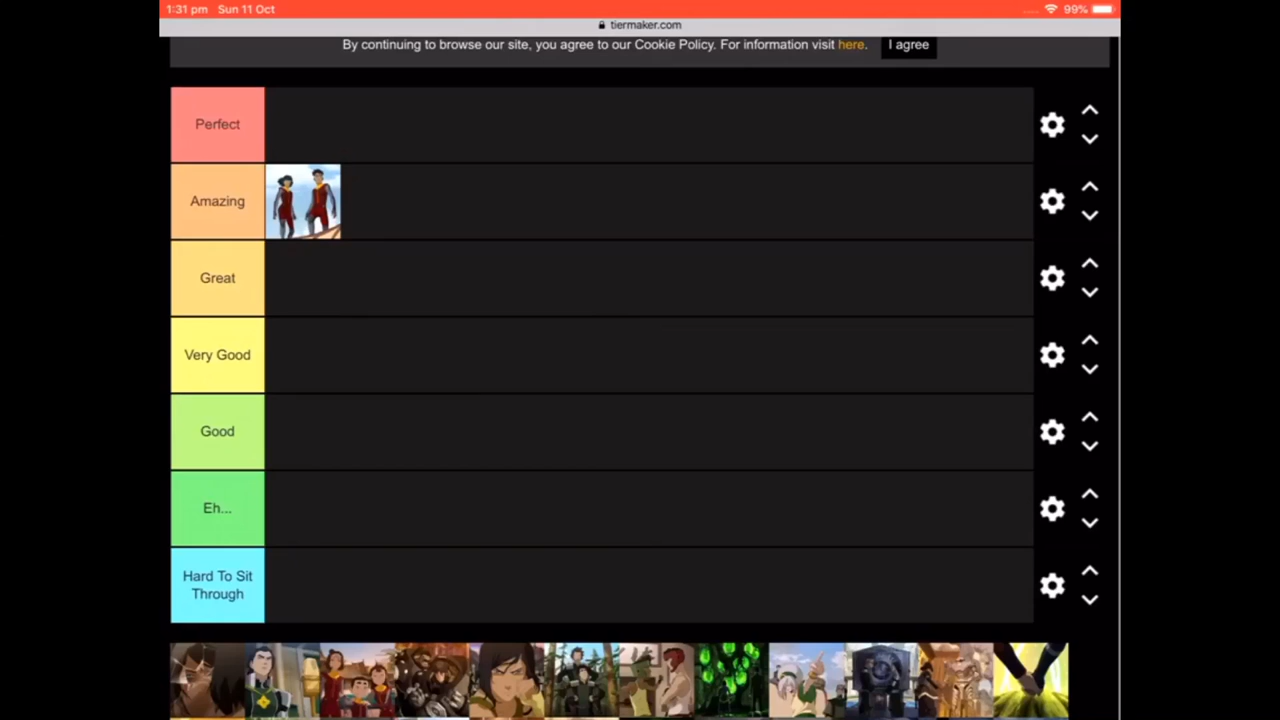 1:31 pm Sun 11 Oct
99%
tiermaker.com
By continuing to browse our site, you agree to our Cookie Policy. For information visit here. I agree
Perfect
Amazing
Great
Very Good
Good
Eh...
Hard To Sit
Through